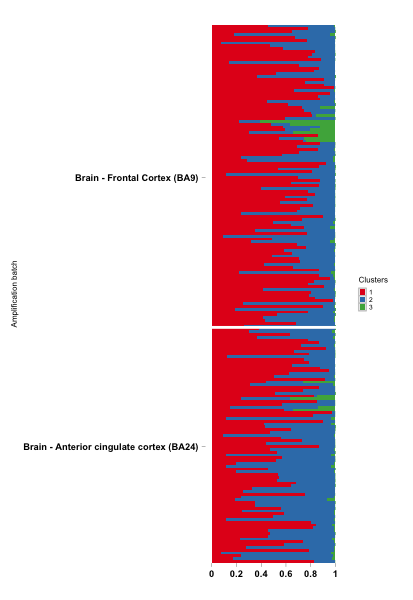 Brain - Frontal Cortex (BA9)
Amplification batch
Clusters
1
2
3
Brain - Anterior cingulate cortex (BA24)
0 0.2 0.4 0.6 0.8 1